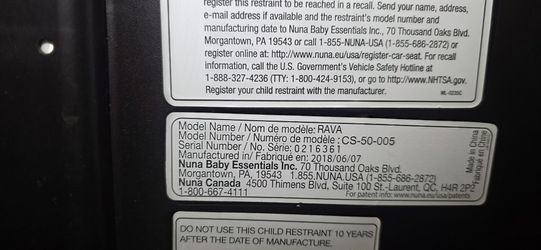 register this restraint to be reached in a recall. Send your name, address,
e-mail address if available and the restraint's model number and
manufacturing date to Nuna Baby Essentials Inc., 70 Thousand Oaks Blvd.
Morgantown, PA 19543 or call 1-855-NUNA-USA (1-855-686-2872) or
register online at: http://www.nuna.eu/usa/register-car-seat. For recall
information, call the U.S. Government's Vehicle Safety Hotline at
1-888-327-4236 (TTY: 1-800-424-9153), or go to http://www.NHTSA.gov.
Register your child restraint with the manufacturer.
WL-0235C
Model Name / Nom de modèle: RAVA
Model Number / Numéro de modèle : CS-50-005
Serial Number / No. Série: 0216361
Manufactured in/ Fabriqué en: 2018/06/07
Nuna Baby Essentials Inc. 70 Thousand Oaks Blvd.
Morgantown, PA, 19543 1.855.NUNA.USA (1-855-686-2872)
Nuna Canada 4500 Thimens Blvd, Suite 100 St.-Laurent, QC, H4R 2P2
1-800-667-4111
For patent info: www.nuna.eu/usa/patents
Made in China
Fabriqué en Chine
DO NOT USE THIS CHILD RESTRAINT 10 YEARS
AFTER THE DATE OF MANUFACTURE.